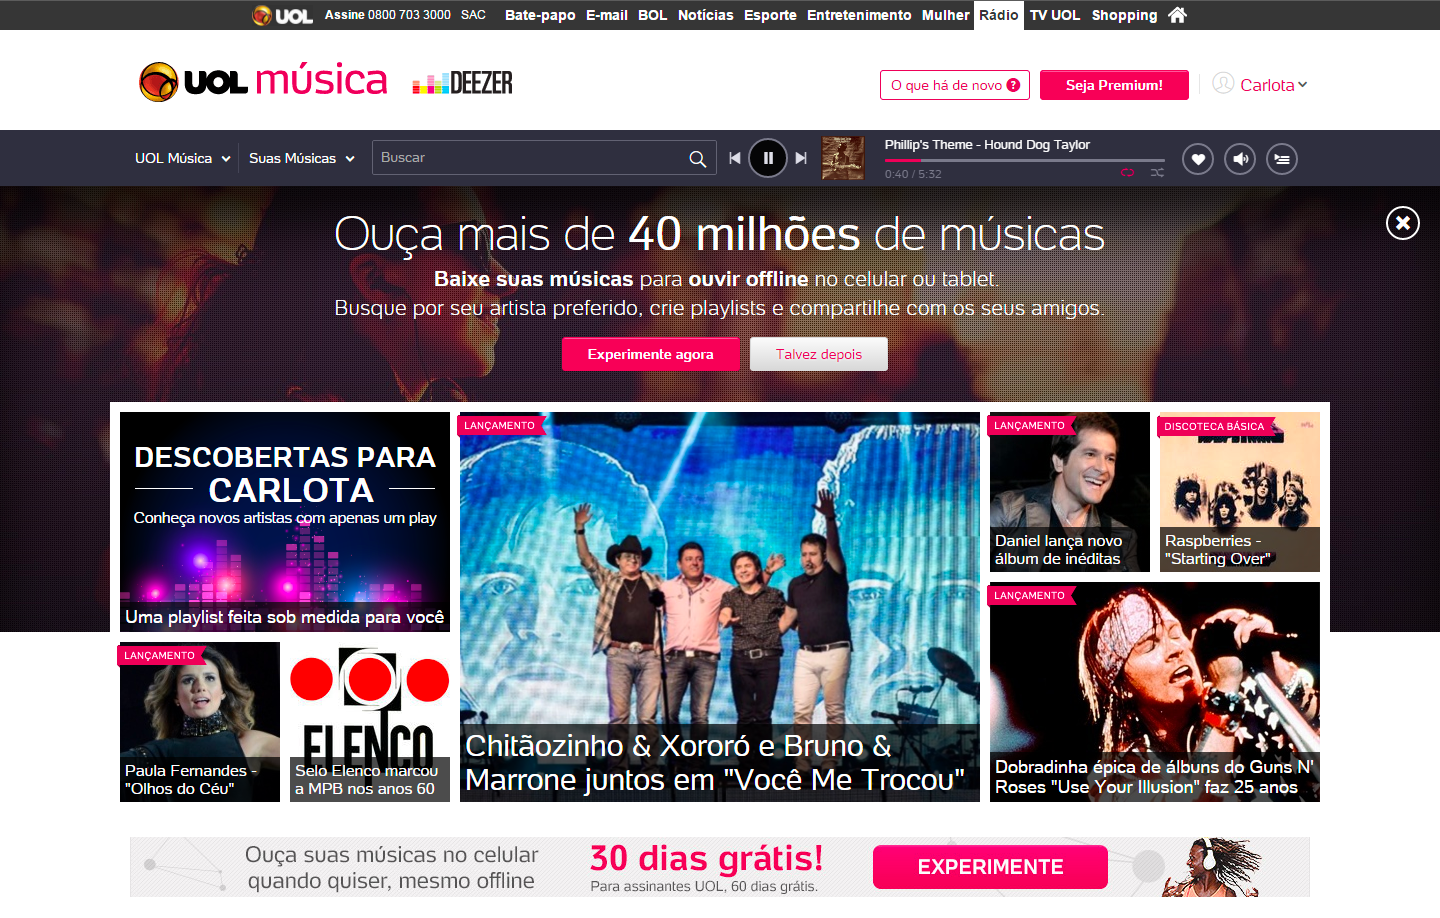 UOL Assine 0800 703 3000 SAC Bate-papo E-mail BOL Notícias Esporte Entretenimento Mulher Rádio TV UOL Shopping
UOL música DEEZER
O que há de novo ?
Seja Premium!
Carlota
UOL Música
Suas Músicas
Buscar
Phillip's Theme - Hound Dog Taylor
0:40 / 5:32
Ouça mais de 40 milhões de músicas
Baixe suas músicas para ouvir offline no celular ou tablet.
Busque por seu artista preferido, crie playlists e compartilhe com os seus amigos.
Experimente agora
Talvez depois
DESCOBERTAS PARA
CARLOTA
Conheça novos artistas com apenas um play
Uma playlist feita sob medida para você
LANÇAMENTO
Paula Fernandes -
"Olhos do Céu"
ELENCO
Selo Elenco marcou
a MPB nos anos 60
LANÇAMENTO
Chitãozinho & Xororó e Bruno &
Marrone juntos em "Você Me Trocou"
LANÇAMENTO
Daniel lança novo
álbum de inéditas
DISCOTECA BÁSICA
Raspberries -
"Starting Over"
LANÇAMENTO
Dobradinha épica de álbuns do Guns N'
Roses "Use Your Illusion" faz 25 anos
Ouça suas músicas no celular
quando quiser, mesmo offline
30 dias grátis!
Para assinantes UOL, 60 dias grátis.
EXPERIMENTE